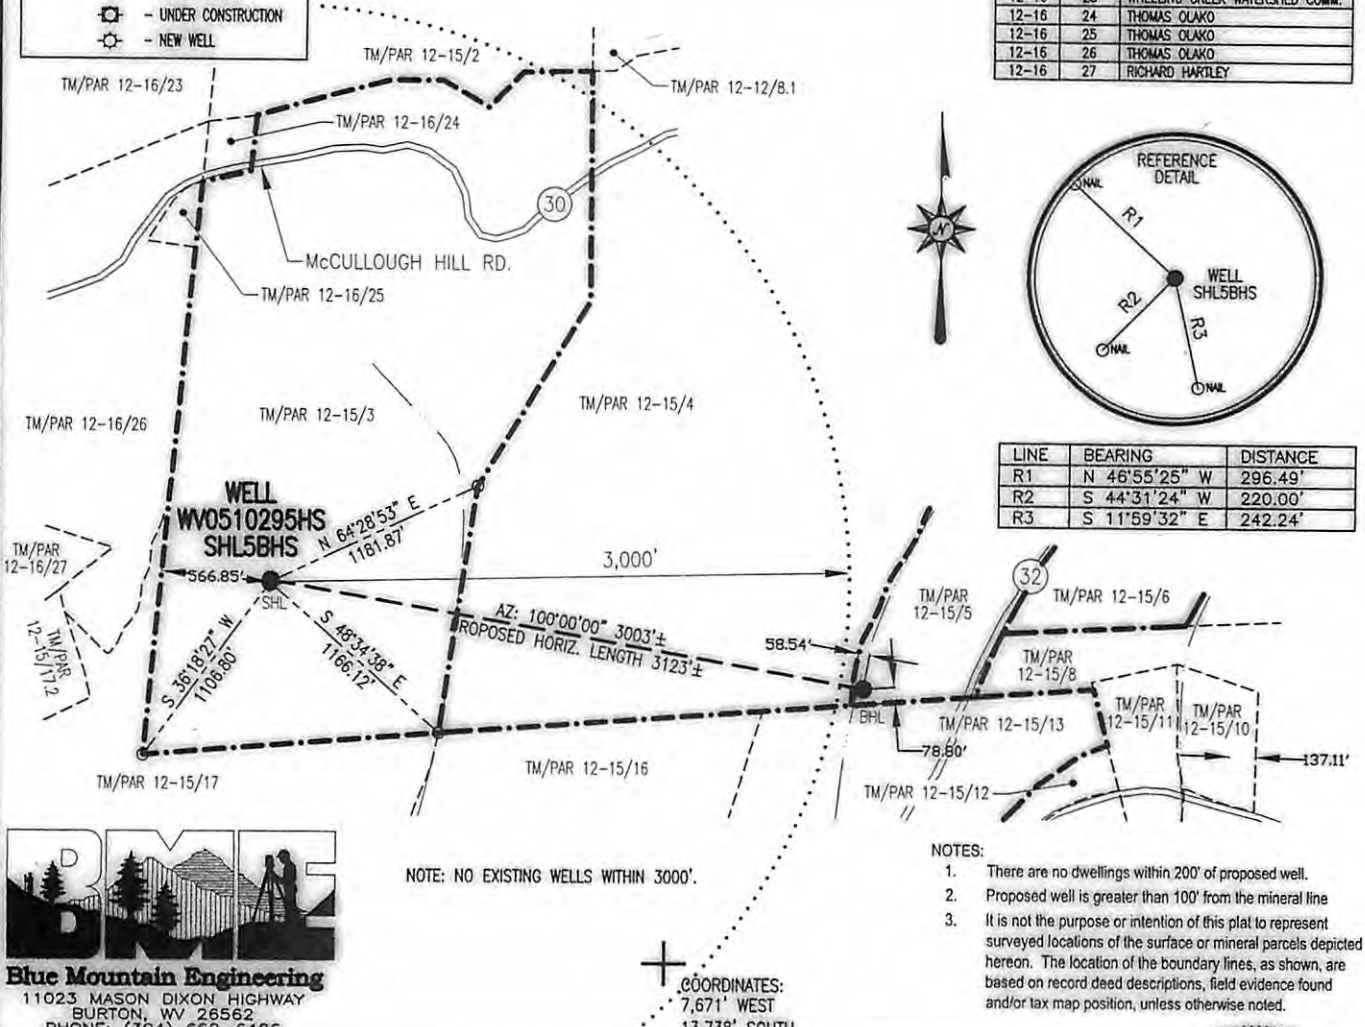 - UNDER CONSTRUCTION
- NEW WELL
12-16 24 THOMAS OLAKO
12-16 25 THOMAS OLAKO
12-16 26 THOMAS OLAKO
12-16 27 RICHARD HARTLEY
TM/PAR 12-15/2
TM/PAR 12-16/23
TM/PAR 12-12/8.1
TM/PAR 12-16/24
30
McCULLOUGH HILL RD.
TM/PAR 12-16/25
N
REFERENCE
DETAIL
NAIL
R1
WELL
SHL5BHS
R2
R3
NAIL
NAIL
TM/PAR 12-16/26
TM/PAR 12-15/3
TM/PAR 12-15/4
LINE BEARING DISTANCE
R1 N 46°55'25" W 296.49'
R2 S 44°31'24" W 220.00'
R3 S 11°59'32" E 242.24'
WELL
WV0510295HS
SHL5BHS
N 64°28'53" E
1181.87'
TM/PAR
12-16/27
566.85'
SHL
3,000'
TM/PAR
12-15/17.2
S 36°18'27" W
1106.80'
S 48°34'38" E
1166.12'
AZ: 100°00'00" 3003'±
ROPOSED HORIZ. LENGTH 3123'±
58.54'
BHL
78.80'
32
TM/PAR
12-15/5
TM/PAR 12-15/6
TM/PAR
12-15/8
TM/PAR 12-15/13
TM/PAR
12-15/11
TM/PAR
12-15/10
137.11'
TM/PAR 12-15/12
TM/PAR 12-15/17
TM/PAR 12-15/16
BME
Blue Mountain Engineering
11023 MASON DIXON HIGHWAY
BURTON, WV 26562
NOTE: NO EXISTING WELLS WITHIN 3000'.
COORDINATES:
7,671' WEST
13,738' SOUTH
NOTES:
1. There are no dwellings within 200' of proposed well.
2. Proposed well is greater than 100' from the mineral line
3. It is not the purpose or intention of this plat to represent
surveyed locations of the surface or mineral parcels depicted
hereon. The location of the boundary lines, as shown, are
based on record deed descriptions, field evidence found
and/or tax map position, unless otherwise noted.